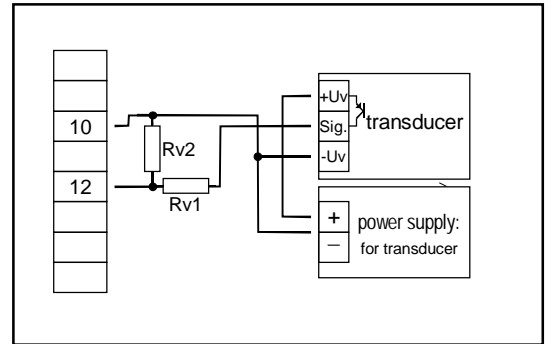 +Uv
10
Sig.
transducer
Rv2
-Uv
12
Rv1
+
power supply:
−
for transducer